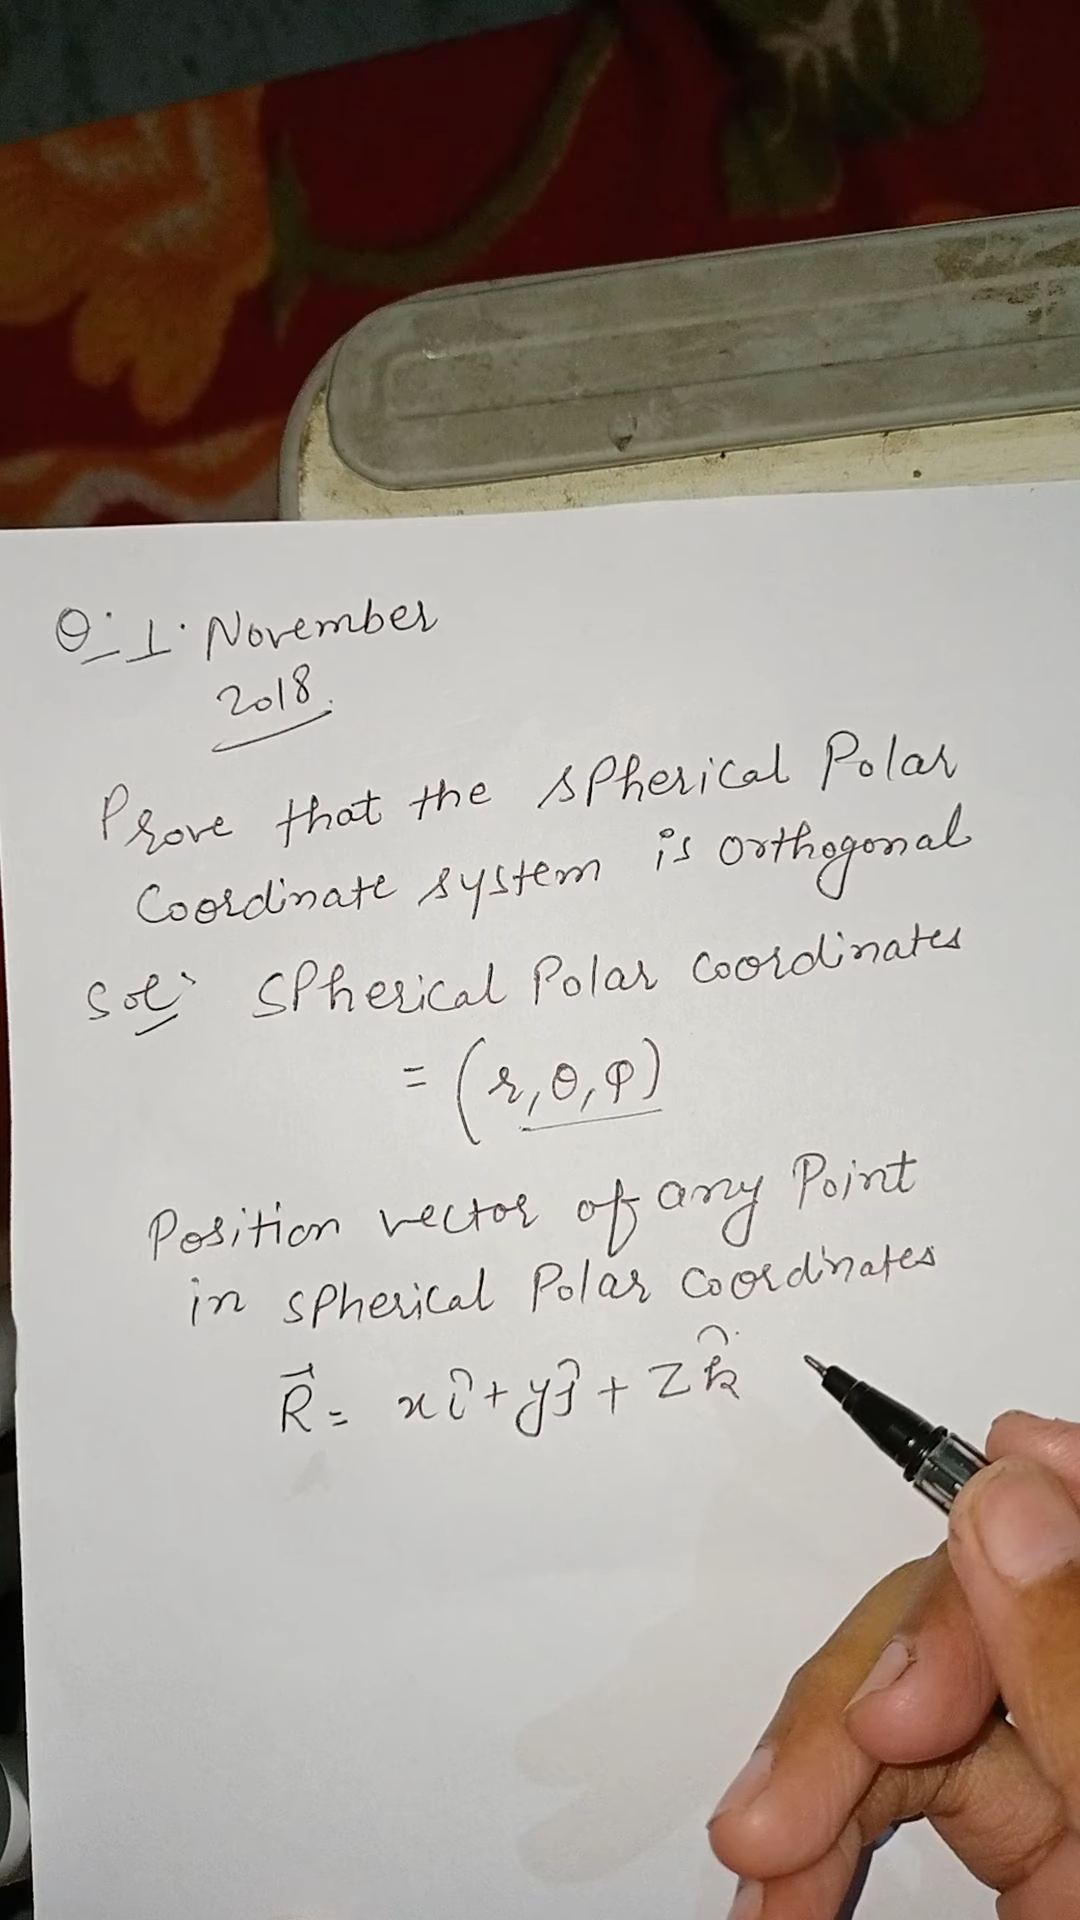 Q:-1. November
2018.
Prove that the spherical Polar
Coordinate system is orthogonal
Sol: Spherical Polar coordinates
= (r, θ, φ)
Position vector of any Point
in spherical Polar coordinates
R⃗ = xî + yĵ + zk̂